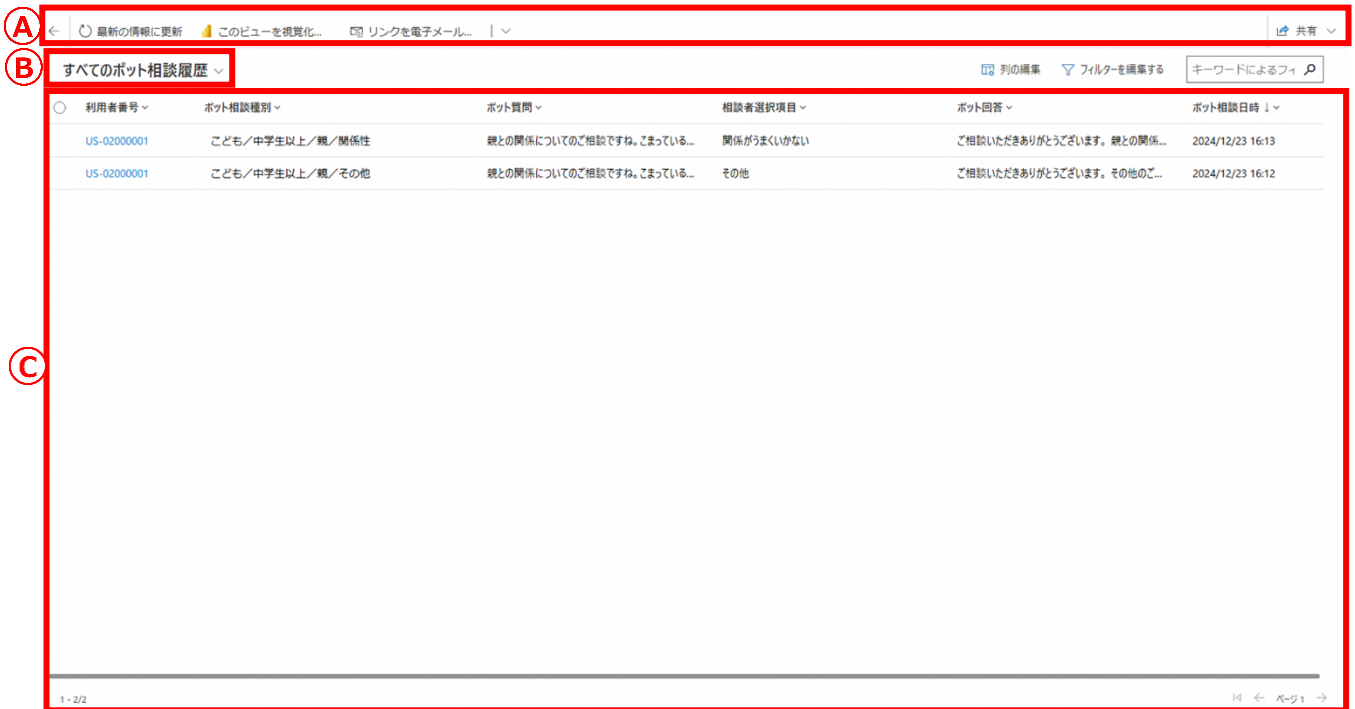 Ⓐ
最新の情報に更新 このビューを視覚化... リンクを電子メール... 共有
Ⓑ
すべてのボット相談履歴 列の編集 フィルターを編集する キーワードによるフィ
利用者番号 ボット相談種別 ボット質問 相談者選択項目 ボット回答 ボット相談日時↓
US-02000001 こども／中学生以上／親／関係性 親との関係についてのご相談ですね。こまっている... 関係がうまくいかない ご相談いただきありがとうございます。親との関係... 2024/12/23 16:13
US-02000001 こども／中学生以上／親／その他 親との関係についてのご相談ですね。こまっている... その他 ご相談いただきありがとうございます。その他のご... 2024/12/23 16:12
Ⓒ
1 - 2/2 ページ 1